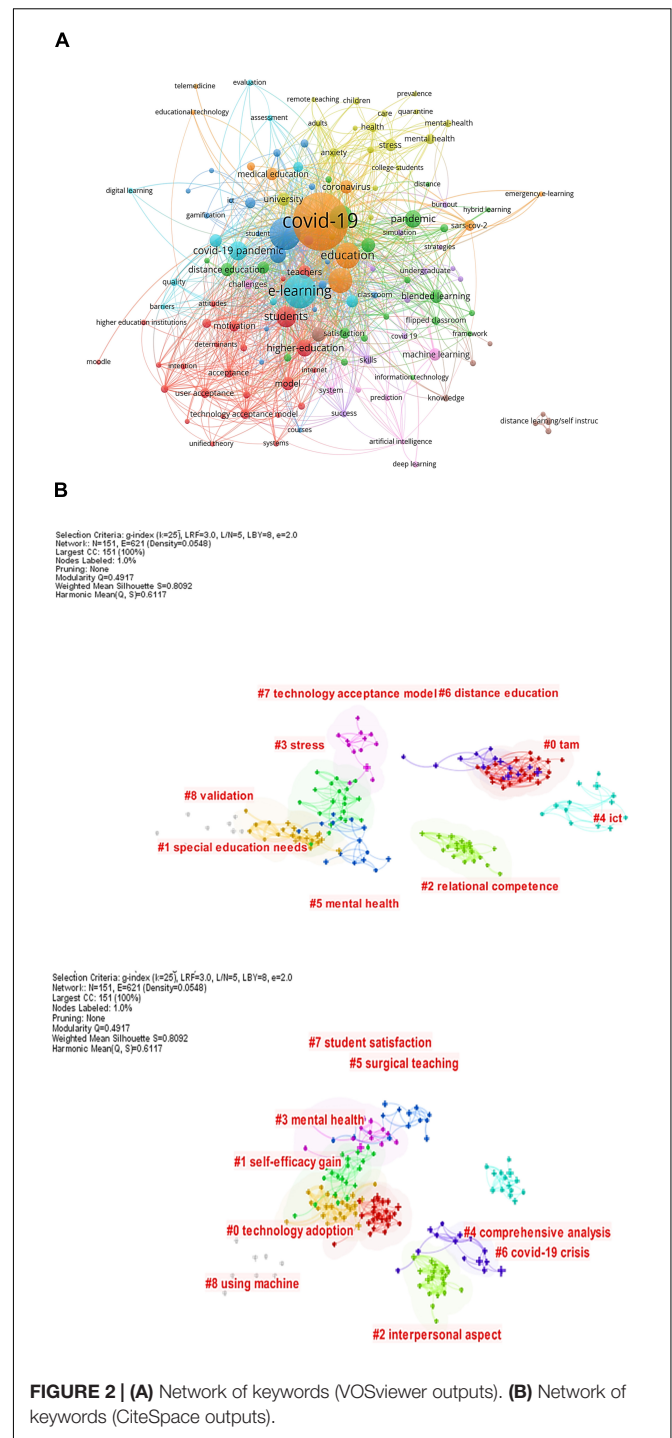 A
telemedicine
evaluation
educational technology
remote teaching
children
prevalence
assessment
adults
care
quarantine
health
mental-health
stress
mental health
anxiety
medical education
college-students
coronavirus
distance
digital learning
ict
university
burnout
emergency e-learning
hybrid learning
gamification
covid-19
pandemic
sars-cov-2
student
simulation
covid-19 pandemic
education
strategies
distance education
teachers
undergraduate
quality
challenges
e-learning
classroom
blended learning
barriers
attitudes
students
higher education institutions
motivation
satisfaction
covid 19
flipped classroom
framework
determinants
higher-education
machine learning
moodle
intention
acceptance
internet
skills
information technology
user acceptance
model
system
prediction
knowledge
technology acceptance model
success
distance learning/self instruc
courses
unified theory
systems
artificial intelligence
deep learning
B
Selection Criteria: g-index (k=25), LRF=3.0, L/N=5, LBY=8, e=2.0
Network: N=151, E=621 (Density=0.0548)
Largest CC: 151 (100%)
Nodes Labeled: 1.0%
Pruning: None
Modularity Q=0.4917
Weighted Mean Silhouette S=0.8092
Harmonic Mean(Q, S)=0.6117
#7 technology acceptance model #6 distance education
#3 stress
#0 tam
#8 validation
#4 ict
#1 special education needs
#2 relational competence
#5 mental health
Selection Criteria: g-index (k=25), LRF=3.0, L/N=5, LBY=8, e=2.0
Network: N=151, E=621 (Density=0.0548)
Largest CC: 151 (100%)
Nodes Labeled: 1.0%
Pruning: None
Modularity Q=0.4917
Weighted Mean Silhouette S=0.8092
Harmonic Mean(Q, S)=0.6117
#7 student satisfaction
#5 surgical teaching
#3 mental health
#1 self-efficacy gain
#0 technology adoption
#4 comprehensive analysis
#6 covid-19 crisis
#8 using machine
#2 interpersonal aspect
FIGURE 2 | (A) Network of keywords (VOSviewer outputs). (B) Network of
keywords (CiteSpace outputs).